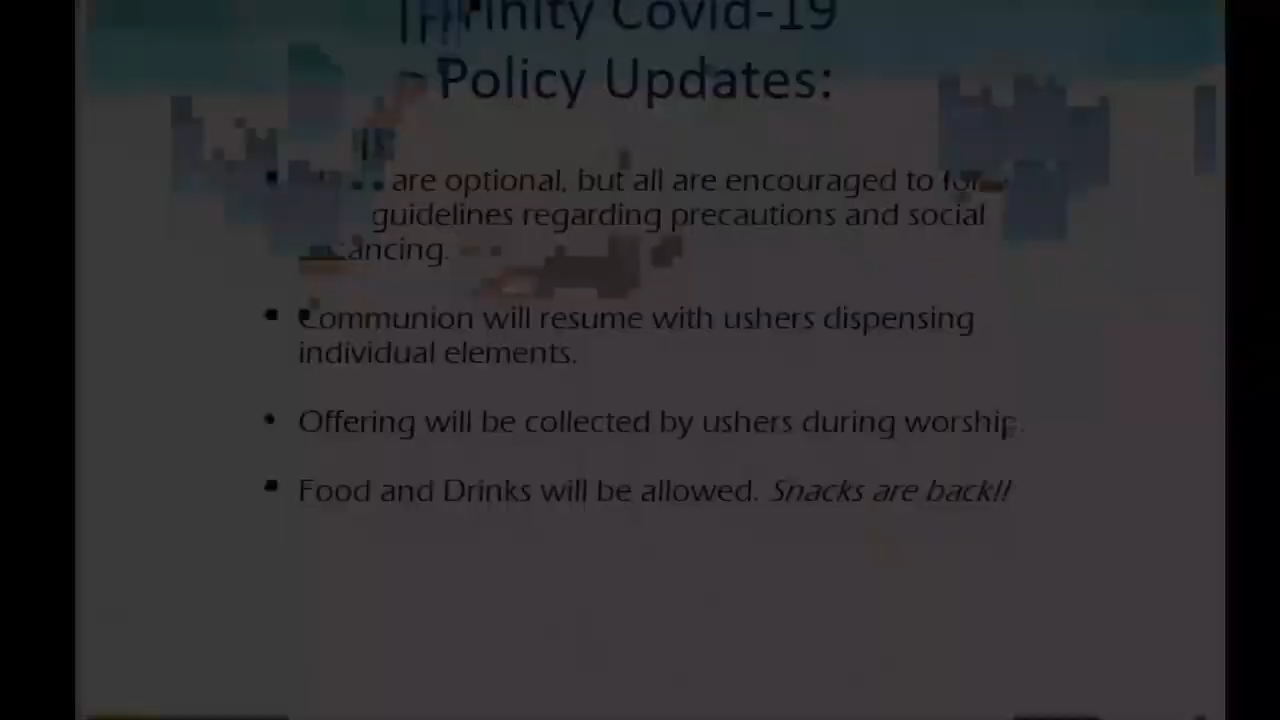 Trinity Covid-19
Policy Updates:
are optional, but all are encouraged to
guidelines regarding precautions and social
Communion will resume with ushers dispensing
individual elements.
Offering will be collected by ushers during worship.
Food and Drinks will be allowed. Snacks are back!!